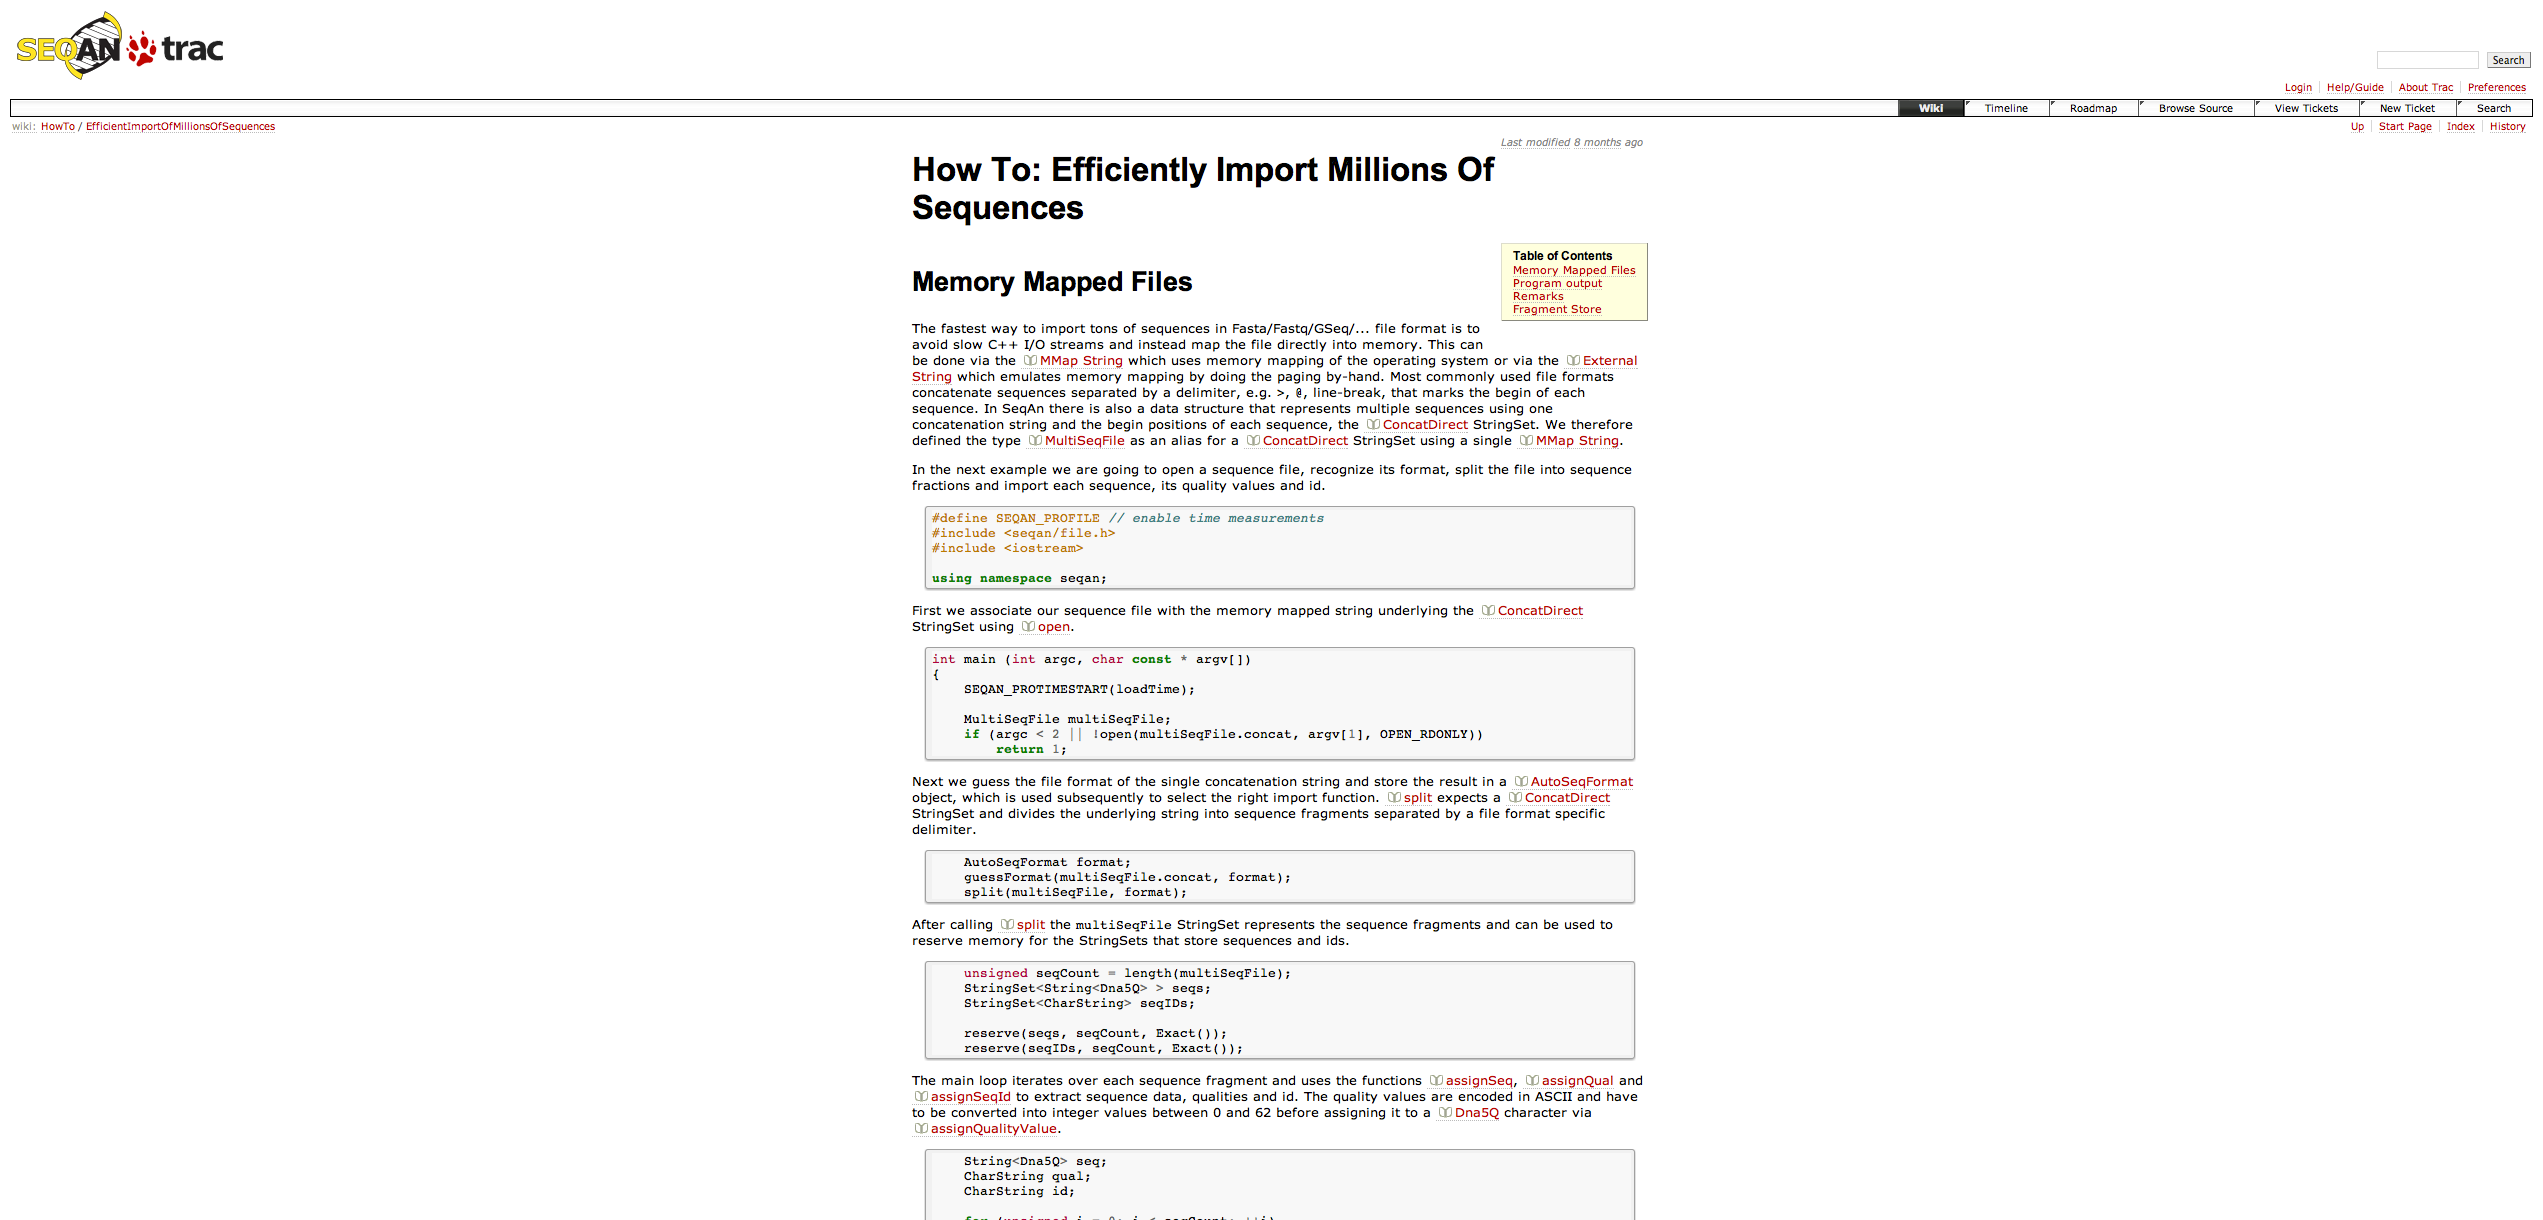 SEQAN trac
Search
Login Help/Guide About Trac Preferences
Wiki Timeline Roadmap Browse Source View Tickets New Ticket Search
wiki: HowTo / EfficientImportOfMillionsOfSequences
Up Start Page Index History
Last modified 8 months ago
How To: Efficiently Import Millions Of
Sequences
Table of Contents
Memory Mapped Files
Program output
Remarks
Fragment Store
Memory Mapped Files
The fastest way to import tons of sequences in Fasta/Fastq/GSeq/... file format is to
avoid slow C++ I/O streams and instead map the file directly into memory. This can
be done via the MMap String which uses memory mapping of the operating system or via the External
String which emulates memory mapping by doing the paging by-hand. Most commonly used file formats
concatenate sequences separated by a delimiter, e.g. >, @, line-break, that marks the begin of each
sequence. In SeqAn there is also a data structure that represents multiple sequences using one
concatenation string and the begin positions of each sequence, the ConcatDirect StringSet. We therefore
defined the type MultiSeqFile as an alias for a ConcatDirect StringSet using a single MMap String.
In the next example we are going to open a sequence file, recognize its format, split the file into sequence
fractions and import each sequence, its quality values and id.
#define SEQAN_PROFILE // enable time measurements
#include <seqan/file.h>
#include <iostream>
using namespace seqan;
First we associate our sequence file with the memory mapped string underlying the ConcatDirect
StringSet using open.
int main (int argc, char const * argv[])
{
SEQAN_PROTIMESTART(loadTime);
MultiSeqFile multiSeqFile;
if (argc < 2 || !open(multiSeqFile.concat, argv[1], OPEN_RDONLY))
return 1;
Next we guess the file format of the single concatenation string and store the result in a AutoSeqFormat
object, which is used subsequently to select the right import function. split expects a ConcatDirect
StringSet and divides the underlying string into sequence fragments separated by a file format specific
delimiter.
AutoSeqFormat format;
guessFormat(multiSeqFile.concat, format);
split(multiSeqFile, format);
After calling split the multiSeqFile StringSet represents the sequence fragments and can be used to
reserve memory for the StringSets that store sequences and ids.
unsigned seqCount = length(multiSeqFile);
StringSet<String<Dna5Q> > seqs;
StringSet<CharString> seqIDs;
reserve(seqs, seqCount, Exact());
reserve(seqIDs, seqCount, Exact());
The main loop iterates over each sequence fragment and uses the functions assignSeq, assignQual and
assignSeqId to extract sequence data, qualities and id. The quality values are encoded in ASCII and have
to be converted into integer values between 0 and 62 before assigning it to a Dna5Q character via
assignQualityValue.
String<Dna5Q> seq;
CharString qual;
CharString id;